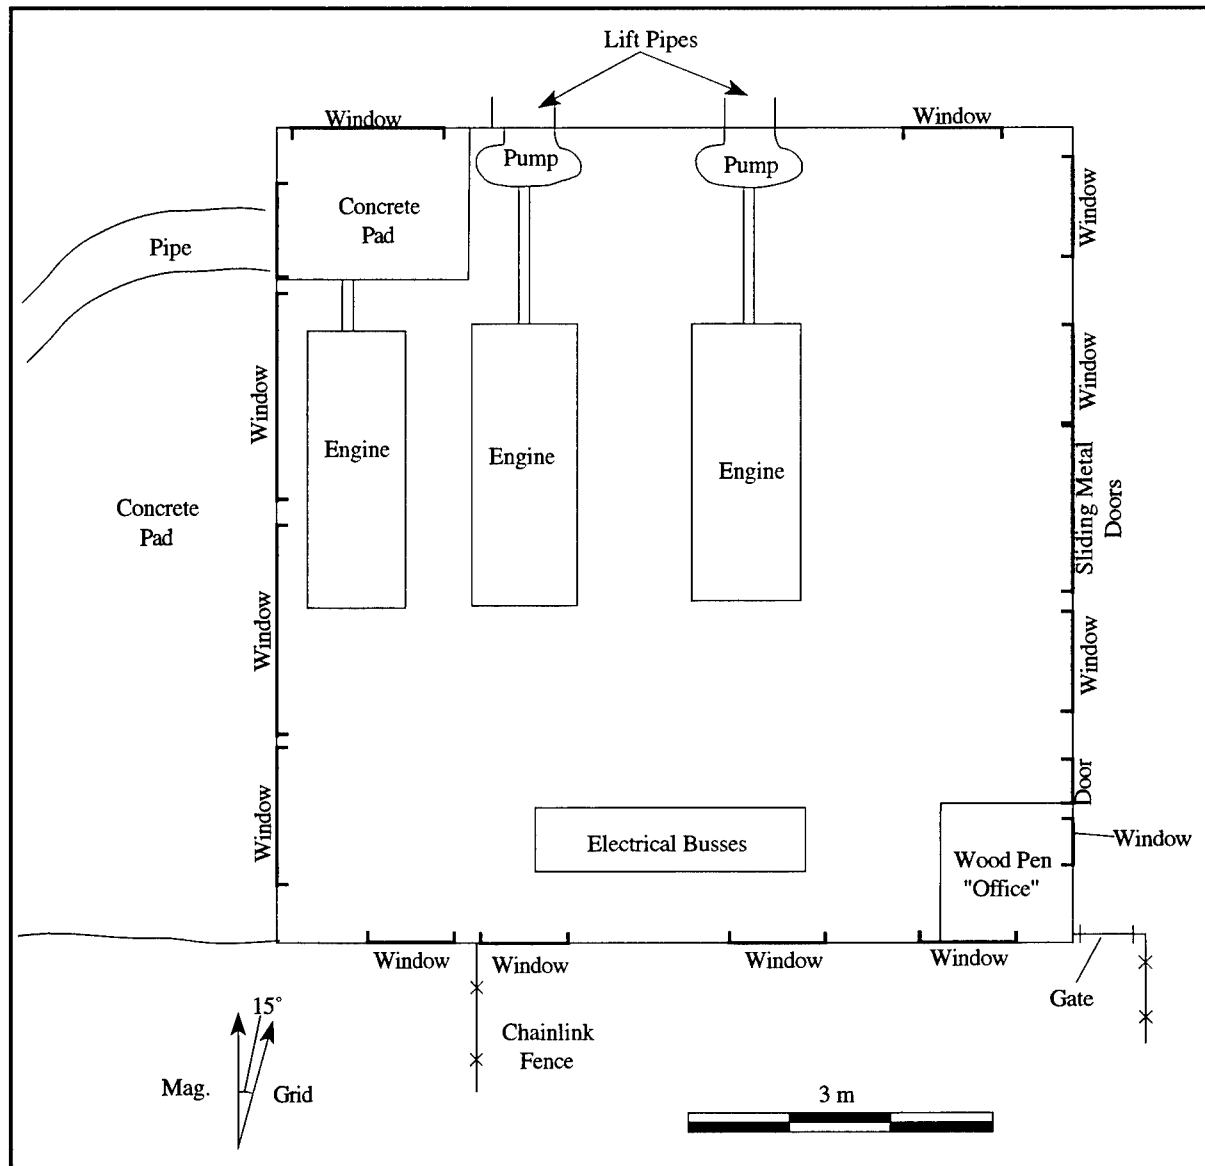 Lift Pipes
Window
Window
Pump
Pump
Concrete
Pad
Window
Pipe
Window
Window
Engine
Engine
Engine
Sliding Metal
Doors
Concrete
Pad
Window
Window
Window
Door
Electrical Busses
Window
Wood Pen
"Office"
Window
Window
Window
Window
Gate
15°
Chainlink
Fence
Mag.
Grid
3 m